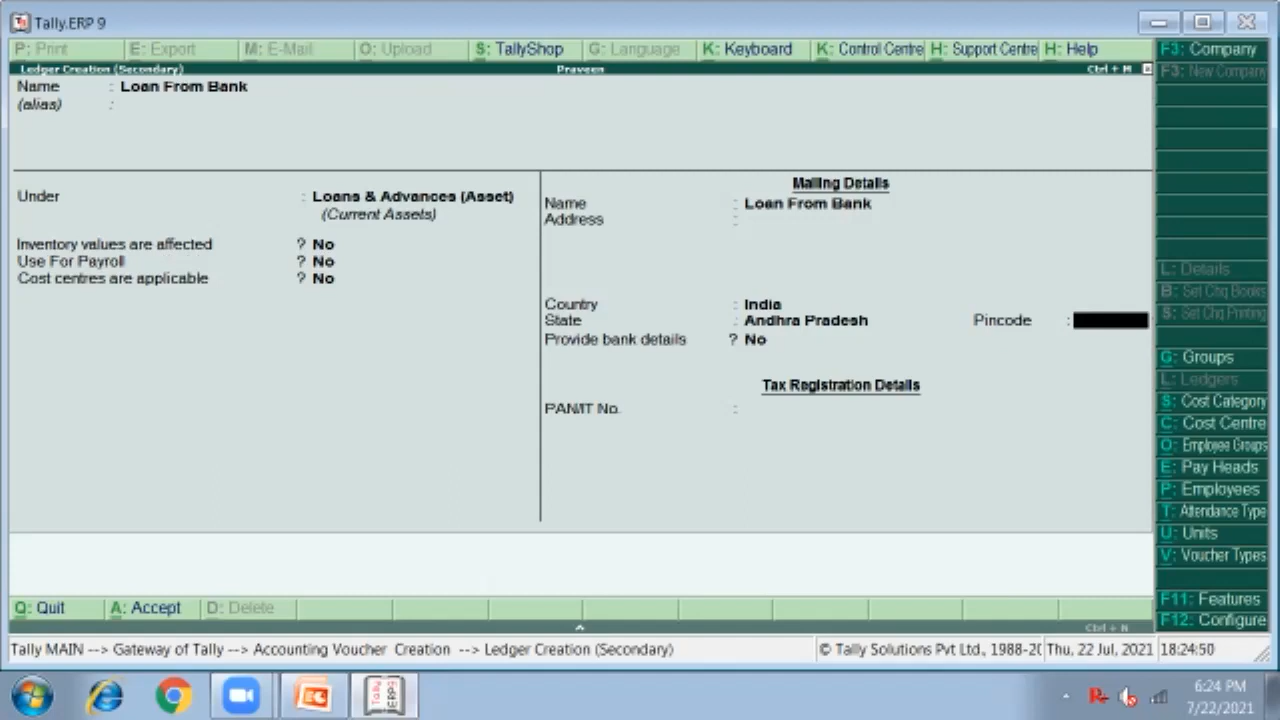 Tally.ERP 9
P: Print E: Export M: E-Mail O: Upload S: TallyShop G: Language K: Keyboard K: Control Centre H: Support Centre H: Help F3: Company
Ledger Creation (Secondary) Praveen Ctrl + M F3: New Company
Name : Loan From Bank
(alias) :
Mailing Details
Under : Loans & Advances (Asset) Name : Loan From Bank
(Current Assets) Address :
Inventory values are affected ? No
Use For Payroll ? No
Cost centres are applicable ? No
Country : India
State : Andhra Pradesh Pincode :
Provide bank details ? No
Tax Registration Details
PAN/IT No. :
L: Details
B: Set Chq Books
S: Set Chq Printing
G: Groups
L: Ledgers
S: Cost Category
C: Cost Centre
O: Employee Groups
E: Pay Heads
P: Employees
T: Attendance Type
U: Units
V: Voucher Types
F11: Features
F12: Configure
Q: Quit A: Accept D: Delete
Ctrl + N
Tally MAIN --> Gateway of Tally --> Accounting Voucher Creation --> Ledger Creation (Secondary) © Tally Solutions Pvt Ltd., 1988-20 Thu, 22 Jul, 2021 18:24:50
Tally ERP9
6:24 PM
7/22/2021